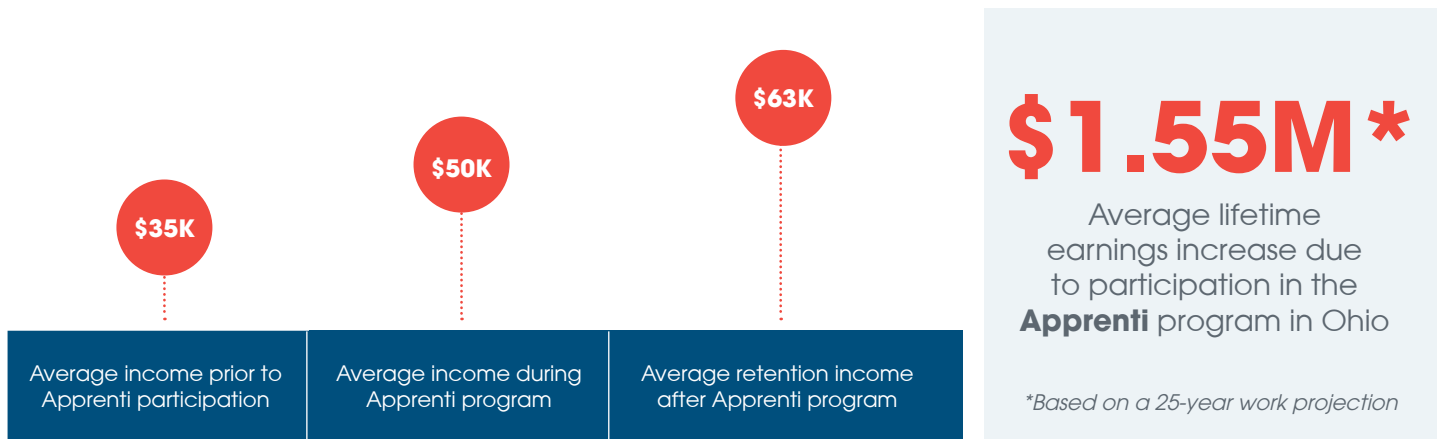 $35K
$50K
$63K
Average income prior to
Apprenti participation
Average income during
Apprenti program
Average retention income
after Apprenti program
$1.55M*
Average lifetime
earnings increase due
to participation in the
Apprenti program in Ohio
*Based on a 25-year work projection